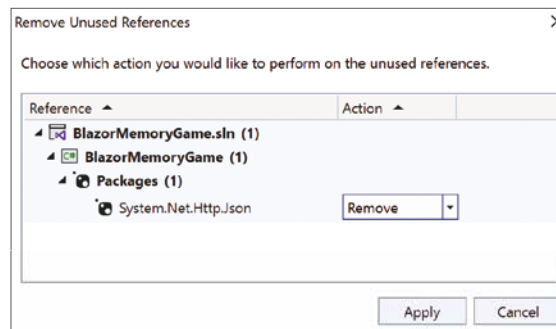 Remove Unused References
Choose which action you would like to perform on the unused references.
Reference Action
BlazorMemoryGame.sln (1)
C# BlazorMemoryGame (1)
Packages (1)
System.Net.Http.Json Remove
Apply Cancel